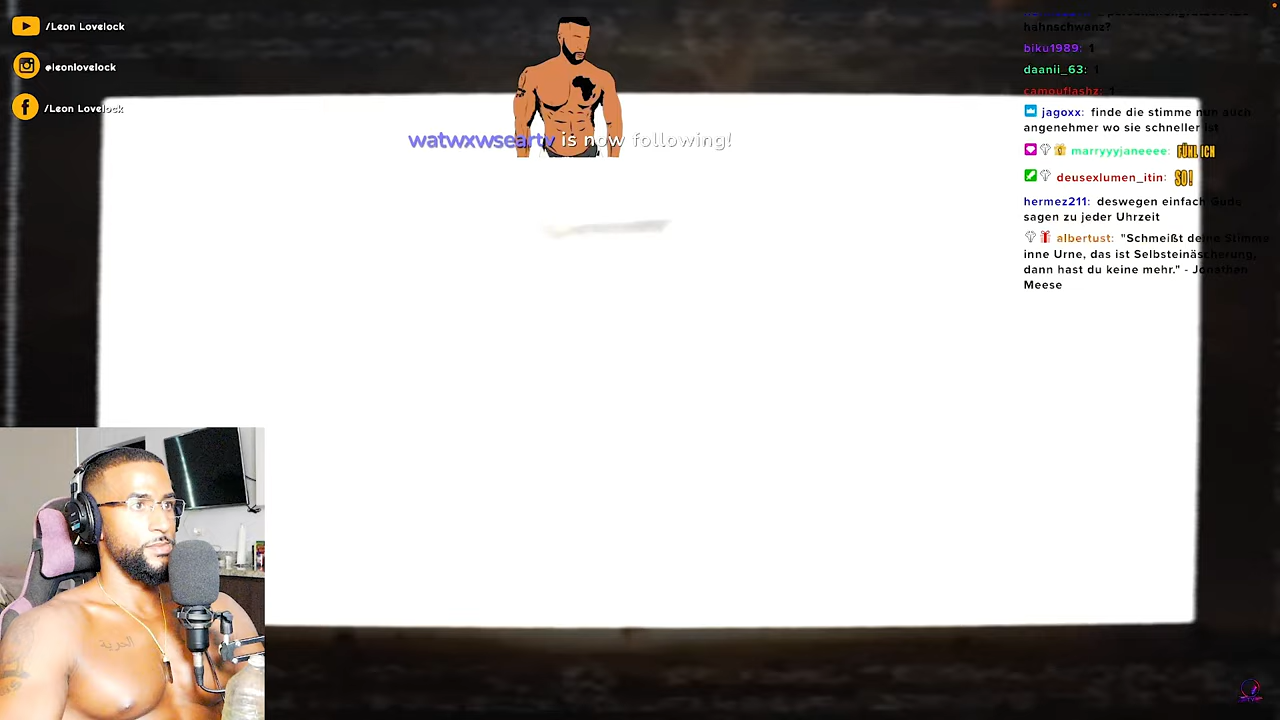 /Leon Lovelock
@leonlovelock
/Leon Lovelock
watwxwseartv is now following!
hahnschwanz?
biku1989: 1
daanii_63: 1
camouflashz: 1
jagoxx: finde die stimme nun auch
angenehmer wo sie schneller ist
marryyyjaneeee: FÜHL ICH
deusexlumen_itin: SO!
hermez211: deswegen einfach Gude
sagen zu jeder Uhrzeit
albertust: "Schmeißt deine Stimme
inne Urne, das ist Selbsteinäscherung,
dann hast du keine mehr." - Jonathan
Meese
الحرية